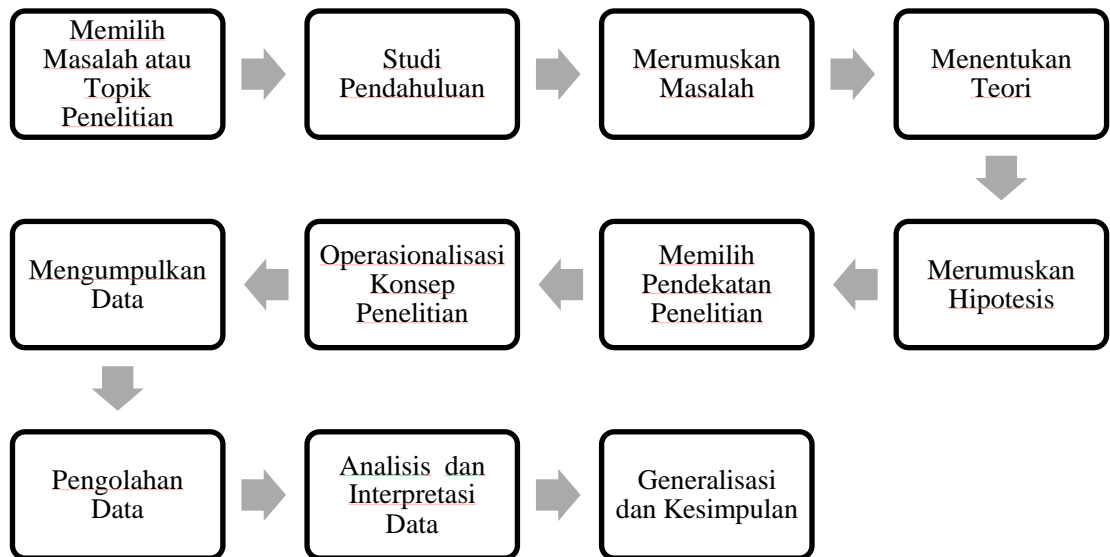 Memilih
Masalah atau
Topik
Penelitian
Studi
Pendahuluan
Merumuskan
Masalah
Menentukan
Teori
Merumuskan
Hipotesis
Memilih
Pendekatan
Penelitian
Operasionalisasi
Konsep
Penelitian
Mengumpulkan
Data
Pengolahan
Data
Analisis dan
Interpretasi
Data
Generalisasi
dan Kesimpulan